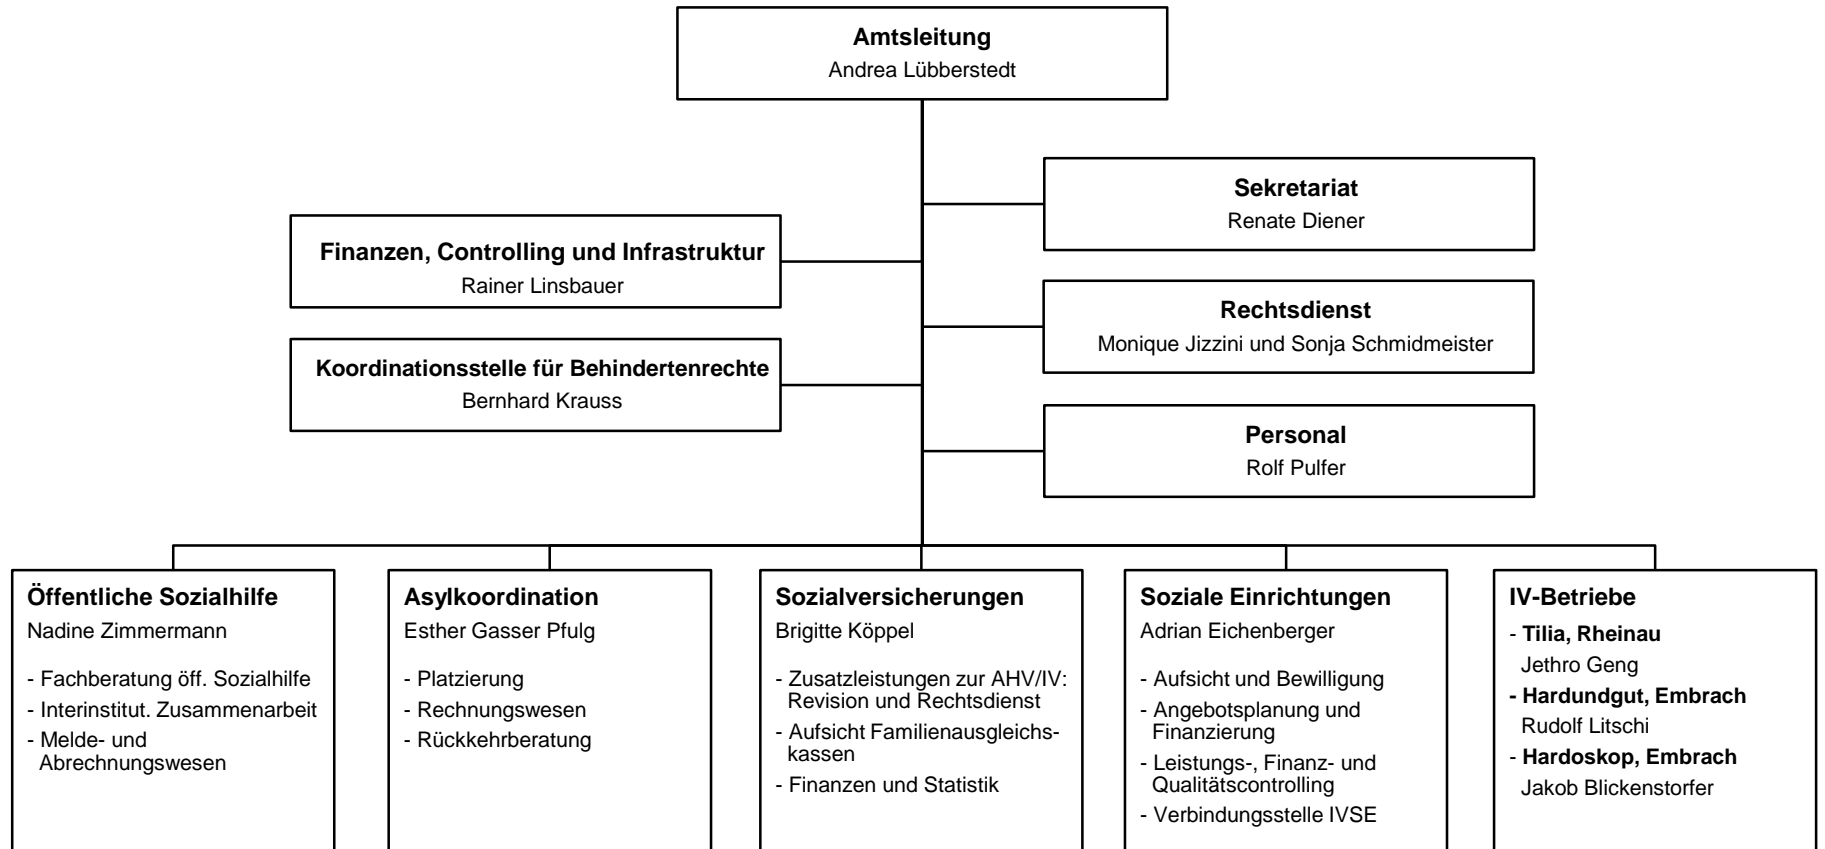 Amtsleitung
Andrea Lübberstedt
Sekretariat
Renate Diener
Finanzen, Controlling und Infrastruktur
Rainer Linsbauer
Rechtsdienst
Monique Jizzini und Sonja Schmidmeister
Koordinationsstelle für Behindertenrechte
Bernhard Krauss
Personal
Rolf Pulfer
Öffentliche Sozialhilfe
Nadine Zimmermann
- Fachberatung öff. Sozialhilfe
- Interinstitut. Zusammenarbeit
- Melde- und
Abrechnungswesen
Asylkoordination
Esther Gasser Pfulg
- Platzierung
- Rechnungswesen
- Rückkehrberatung
Sozialversicherungen
Brigitte Köppel
- Zusatzleistungen zur AHV/IV:
Revision und Rechtsdienst
- Aufsicht Familienausgleichs-
kassen
- Finanzen und Statistik
Soziale Einrichtungen
Adrian Eichenberger
- Aufsicht und Bewilligung
- Angebotsplanung und
Finanzierung
- Leistungs-, Finanz- und
Qualitätscontrolling
- Verbindungsstelle IVSE
IV-Betriebe
- Tilia, Rheinau
Jethro Geng
- Hardundgut, Embrach
Rudolf Litschi
- Hardoskop, Embrach
Jakob Blickenstorfer